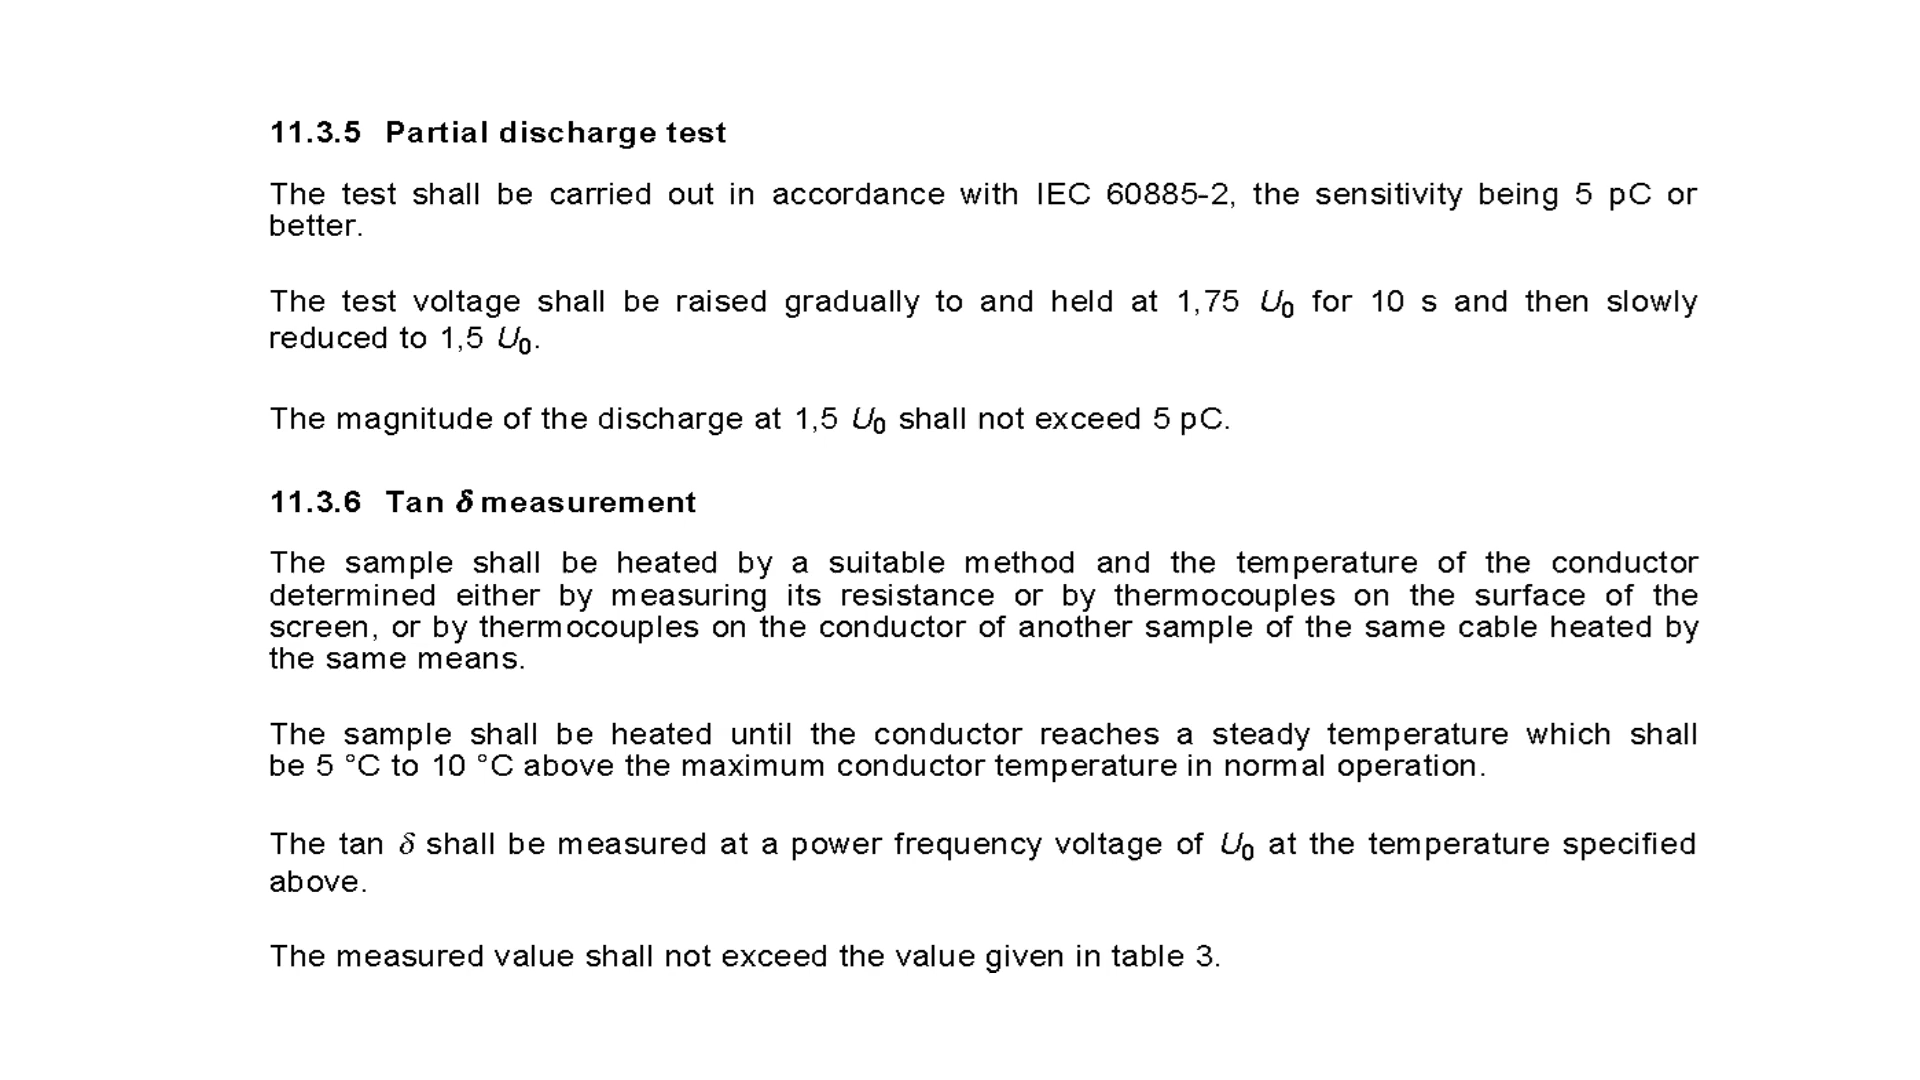 11.3.5 Partial discharge test
The test shall be carried out in accordance with IEC 60885-2, the sensitivity being 5 pC or
better.
The test voltage shall be raised gradually to and held at 1,75 U0 for 10 s and then slowly
reduced to 1,5 U0.
The magnitude of the discharge at 1,5 U0 shall not exceed 5 pC.
11.3.6 Tan δ measurement
The sample shall be heated by a suitable method and the temperature of the conductor
determined either by measuring its resistance or by thermocouples on the surface of the
screen, or by thermocouples on the conductor of another sample of the same cable heated by
the same means.
The sample shall be heated until the conductor reaches a steady temperature which shall
be 5 °C to 10 °C above the maximum conductor temperature in normal operation.
The tan δ shall be measured at a power frequency voltage of U0 at the temperature specified
above.
The measured value shall not exceed the value given in table 3.